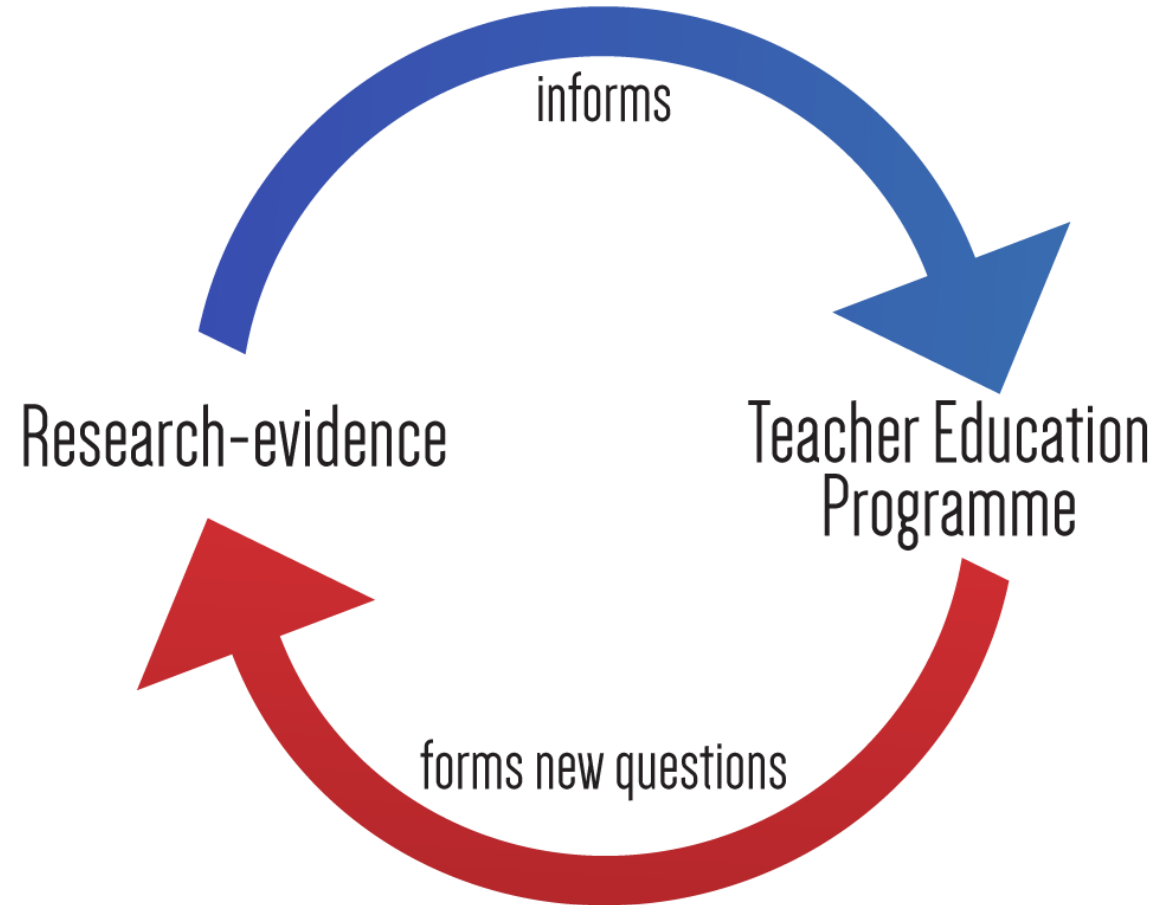 informs
Research-evidence
Teacher Education
Programme
forms new questions